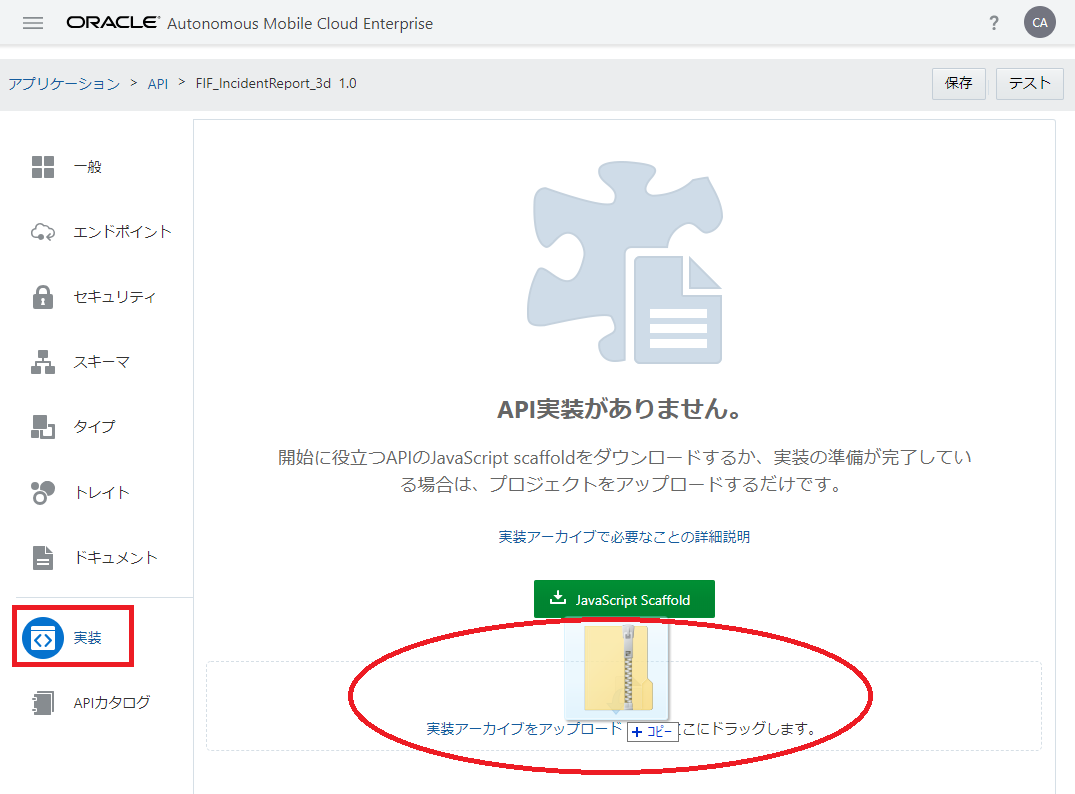 ORACLE® Autonomous Mobile Cloud Enterprise
?
CA
アプリケーション > API > FIF_IncidentReport_3d 1.0
保存
テスト
一般
エンドポイント
セキュリティ
スキーマ
タイプ
トレイト
ドキュメント
実装
APIカタログ
API実装がありません。
開始に役立つAPIのJavaScript scaffoldをダウンロードするか、実装の準備が完了してい
る場合は、プロジェクトをアップロードするだけです。
実装アーカイブで必要なことの詳細説明
JavaScript Scaffold
実装アーカイブをアップロード + コピー こにドラッグします。